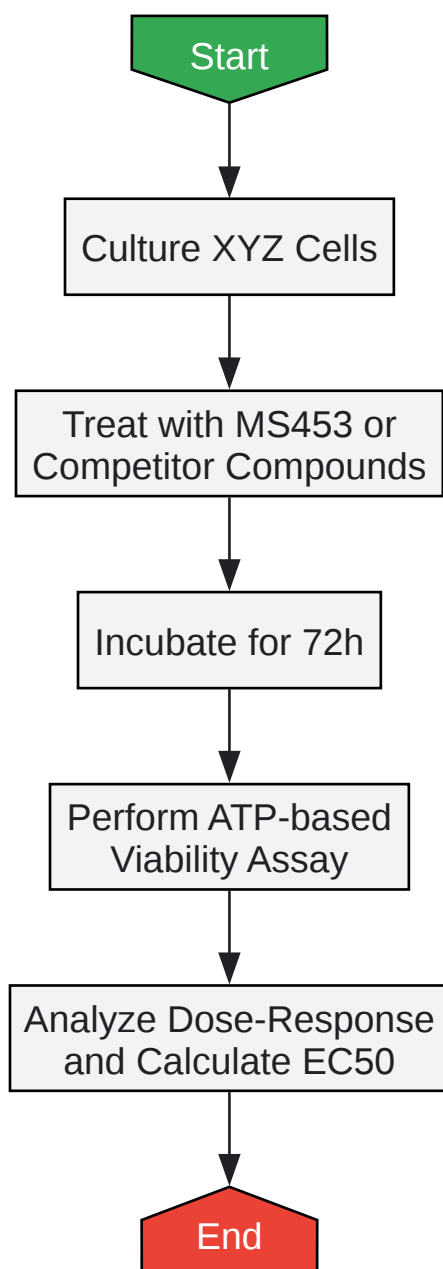 Start
Culture XYZ Cells
Treat with MS453 or
Competitor Compounds
Incubate for 72h
Perform ATP-based
Viability Assay
Analyze Dose-Response
and Calculate EC50
End